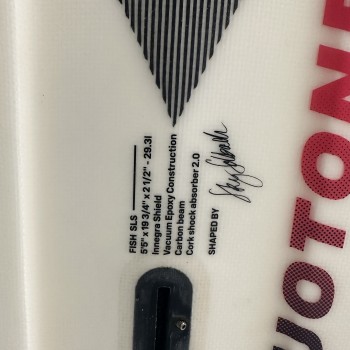 FISH SLS
5'5" x 19 3/4" x 2 1/2" - 29.3l
Innegra Shield
Vacuum Epoxy Construction
Carbon beam
Cork shock absorber 2.0
SHAPED BY
UOTONE